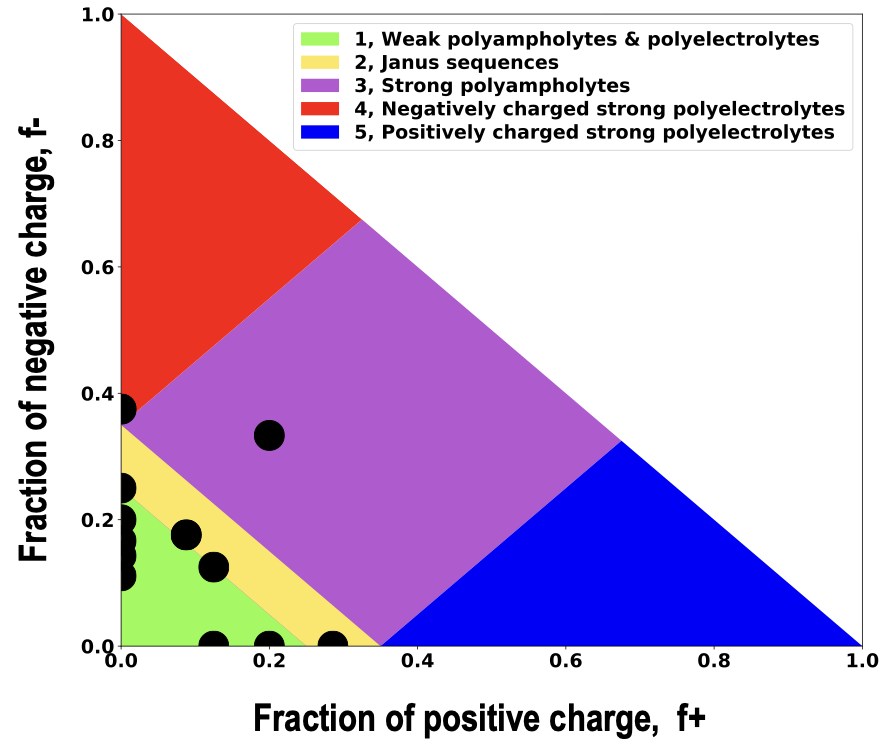 1.0
0.8
0.6
0.4
0.2
0.0
Fraction of negative charge, f-
1, Weak polyampholytes & polyelectrolytes
2, Janus sequences
3, Strong polyampholytes
4, Negatively charged strong polyelectrolytes
5, Positively charged strong polyelectrolytes
0.0 0.2 0.4 0.6 0.8 1.0
Fraction of positive charge, f+